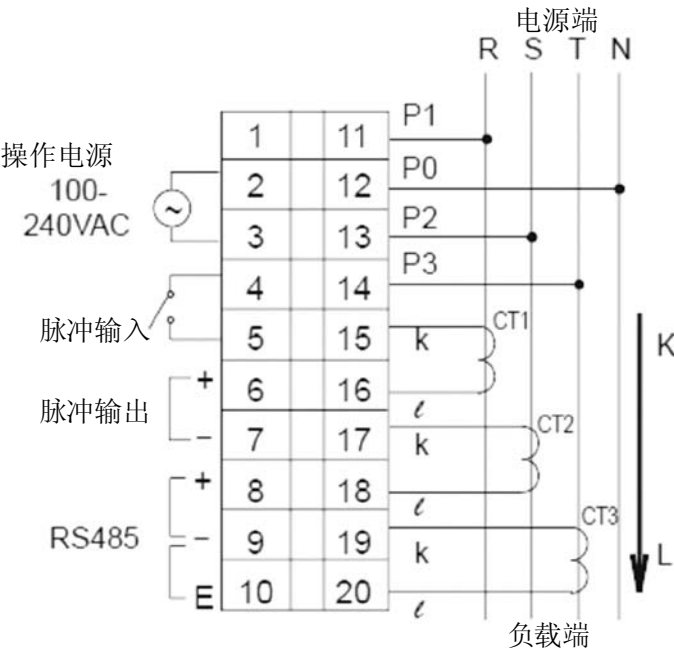 电源端
R S T N
1 11 P1
操作电源
100-
240VAC
~
2 12 P0
3 13 P2
4 14 P3
脉冲输入
5 15 k CT1
6 16 ℓ
+
脉冲输出
−
7 17 k CT2
8 18 ℓ
+
RS485
−
9 19 k CT3
E
10 20 ℓ
K
L
负载端